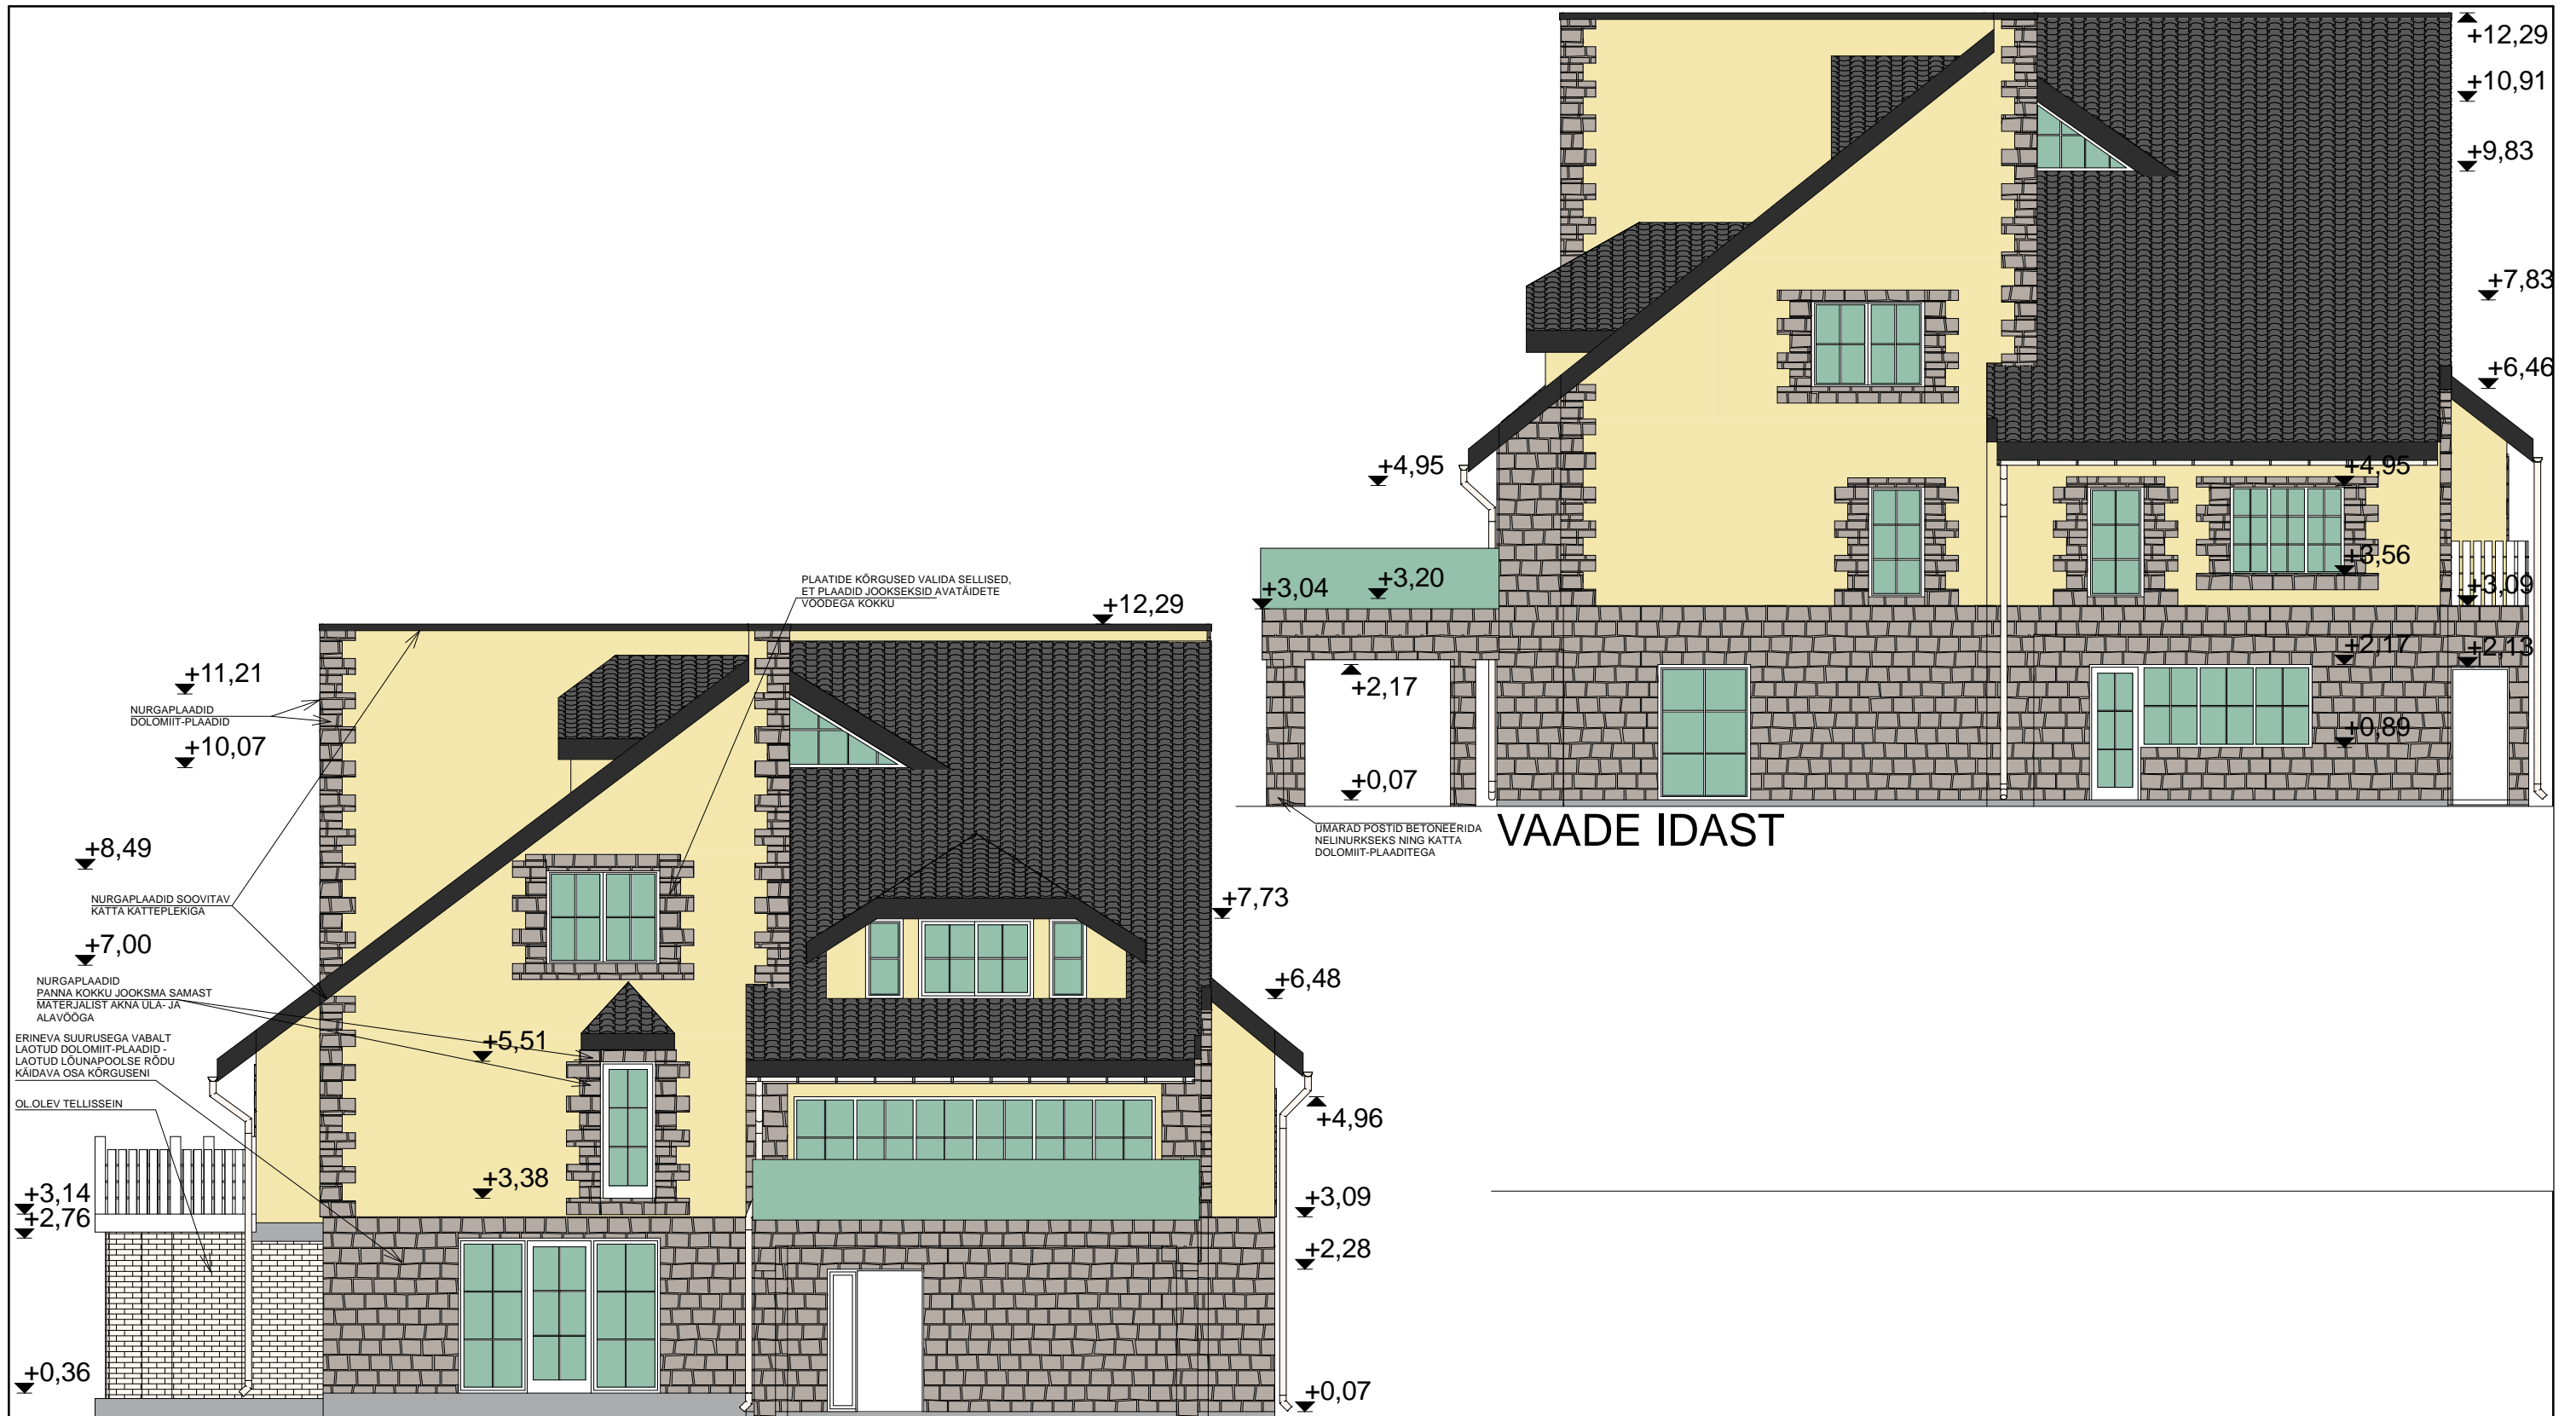 +12,29
+10,91
+9,83
+7,83
+6,46
+4,95
+4,95
+3,56
+3,04
+3,20
+3,09
+2,17
+2,17
+2,13
+0,89
+0,07
UMARAD POSTID BETONEERIDA
NELINURKSEKS NING KATTA
DOLOMIIT-PLAADITEGA
VAADE IDAST
PLAATIDE KÕRGUSED VALIDA SELLISED,
ET PLAADID JOOKSEKSID AVATÄIDETE
VÖÖDEGA KOKKU
+12,29
+11,21
NURGAPLAADID
DOLOMIIT-PLAADID
+10,07
+8,49
NURGAPLAADID SOOVITAV
KATTA KATTEPLEKIGA
+7,00
NURGAPLAADID
PANNA KOKKU JOOKSMA SAMAST
MATERJALIST AKNA ÜLA- JA
ALAVÖÖGA
ERINEVA SUURUSEGA VABALT
LAOTUD DOLOMIIT-PLAADID -
LAOTUD LÕUNAPOOLSE RÕDU
KÄIDAVA OSA KÕRGUSENI
OL.OLEV TELLISSEIN
+7,73
+6,48
+5,51
+4,96
+3,38
+3,14
+2,76
+3,09
+2,28
+0,36
+0,07